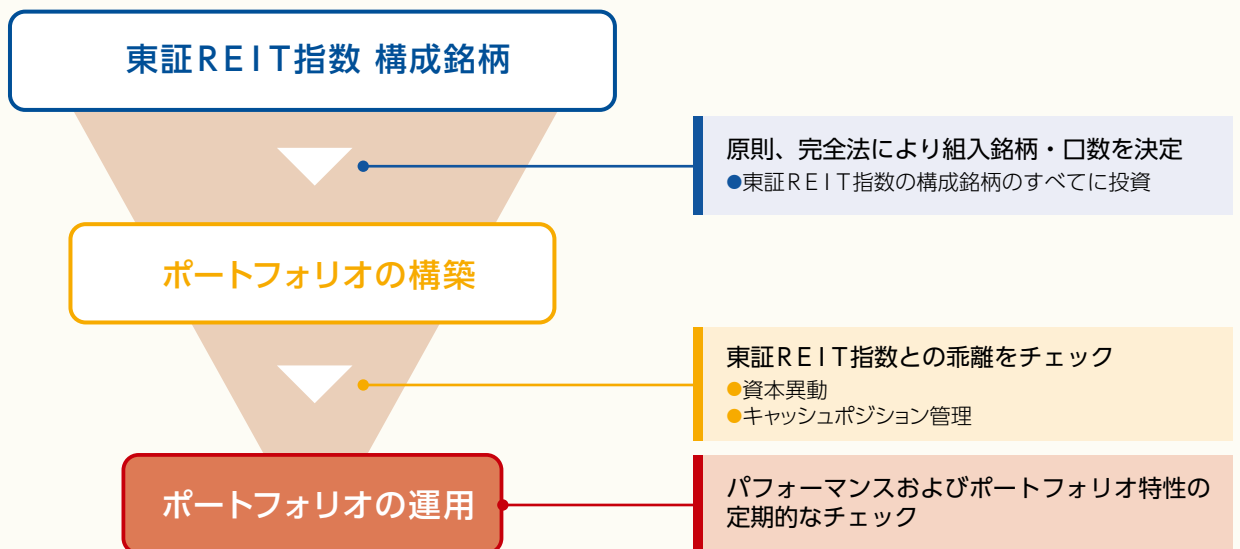 東証REIT指数 構成銘柄
原則、完全法により組入銘柄・口数を決定
●東証REIT指数の構成銘柄のすべてに投資
ポートフォリオの構築
東証REIT指数との乖離をチェック
●資本異動
●キャッシュポジション管理
ポートフォリオの運用
パフォーマンスおよびポートフォリオ特性の
定期的なチェック